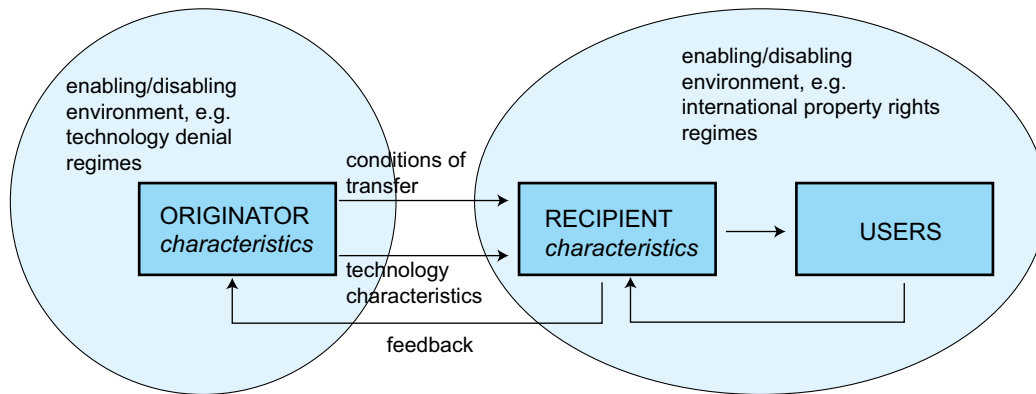 enabling/disabling
environment, e.g.
technology denial
regimes
enabling/disabling
environment, e.g.
international property rights
regimes
conditions of
transfer
ORIGINATOR
characteristics
RECIPIENT
characteristics
USERS
technology
characteristics
feedback